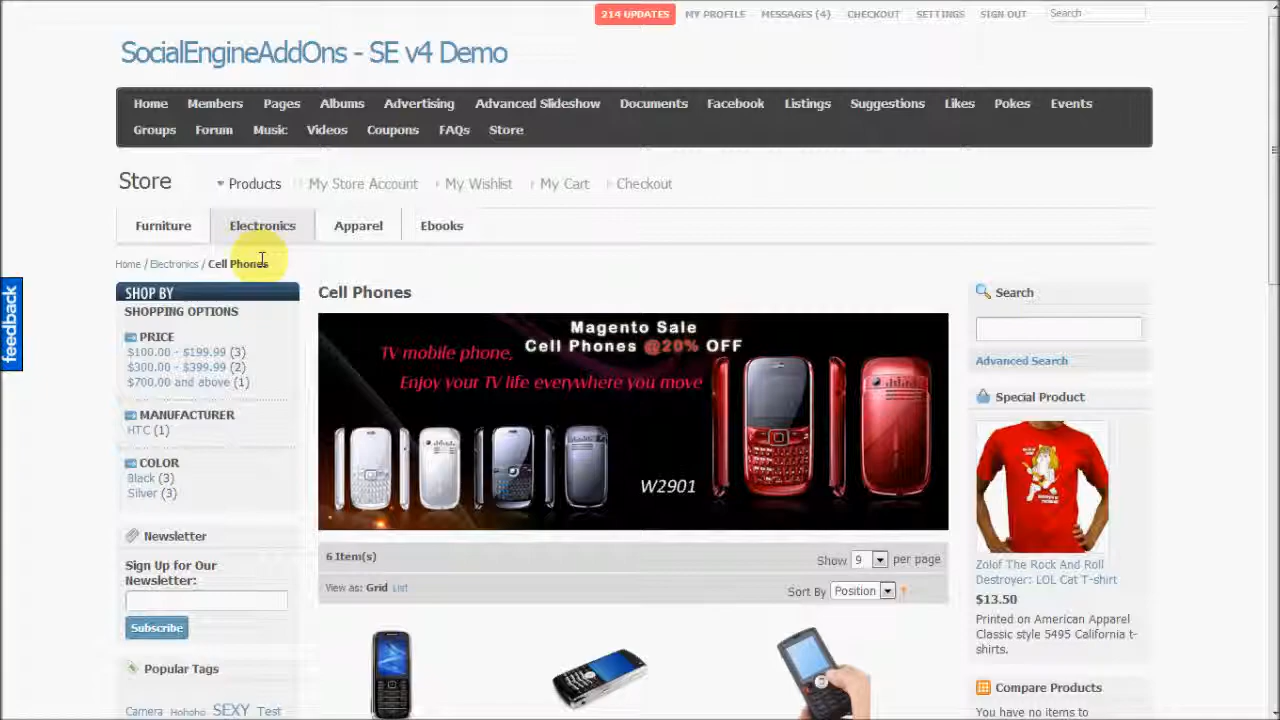 214 UPDATES MY PROFILE MESSAGES (4) CHECKOUT SETTINGS SIGN OUT Search
SocialEngineAddOns - SE v4 Demo
Home Members Pages Albums Advertising Advanced Slideshow Documents Facebook Listings Suggestions Likes Pokes Events
Groups Forum Music Videos Coupons FAQs Store
Store Products My Store Account My Wishlist My Cart Checkout
Furniture Electronics Apparel Ebooks
Home / Electronics / Cell Phones
feedback
SHOP BY
SHOPPING OPTIONS
PRICE
$100.00 - $199.99 (3)
$300.00 - $399.99 (2)
$700.00 and above (1)
MANUFACTURER
HTC (1)
COLOR
Black (3)
Silver (3)
Newsletter
Sign Up for Our
Newsletter:
Subscribe
Popular Tags
Camera Hohoho SEXY Test
Cell Phones
Magento Sale
Cell Phones @20% OFF
TV mobile phone,
Enjoy your TV life everywhere you move
W2901
6 Item(s)
Show 9 per page
View as: Grid List
Sort By Position
Search
Advanced Search
Special Product
Zolof The Rock And Roll
Destroyer: LOL Cat T-shirt
$13.50
Printed on American Apparel
Classic style 5495 California t-
shirts.
Compare Products
You have no items to